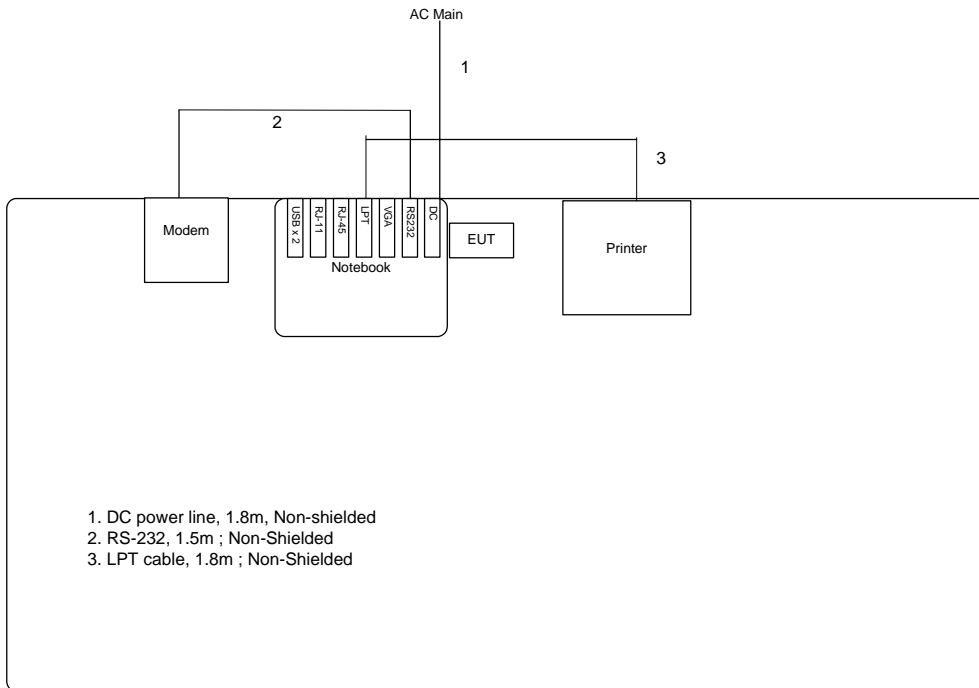 AC Main
1
2
3
Modem
USB x 2
RJ-11
RJ-45
LPT
VGA
RS232
DC
EUT
Printer
Notebook
1. DC power line, 1.8m, Non-shielded
2. RS-232, 1.5m ; Non-Shielded
3. LPT cable, 1.8m ; Non-Shielded